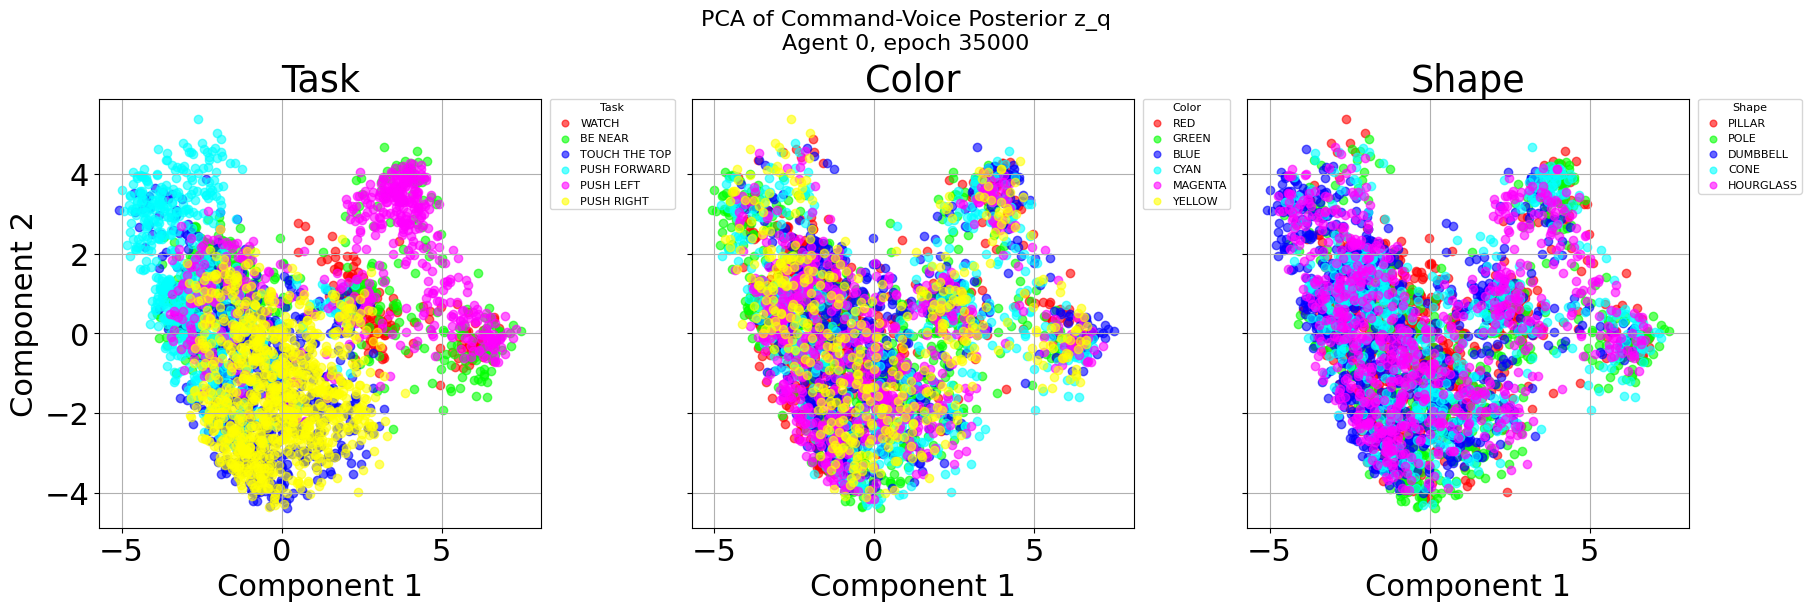 PCA of Command-Voice Posterior z_q
Agent 0, epoch 35000
Task
Component 2
4
2
0
−2
−4
−5 0 5
Component 1
Task
WATCH
BE NEAR
TOUCH THE TOP
PUSH FORWARD
PUSH LEFT
PUSH RIGHT
Color
−5 0 5
Component 1
Color
RED
GREEN
BLUE
CYAN
MAGENTA
YELLOW
Shape
−5 0 5
Component 1
Shape
PILLAR
POLE
DUMBBELL
CONE
HOURGLASS